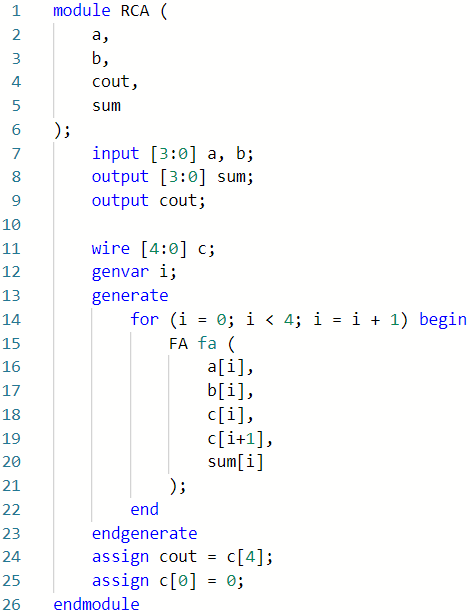 1 module RCA (
2 a,
3 b,
4 cout,
5 sum
6 );
7 input [3:0] a, b;
8 output [3:0] sum;
9 output cout;
10
11 wire [4:0] c;
12 genvar i;
13 generate
14 for (i = 0; i < 4; i = i + 1) begin
15 FA fa (
16 a[i],
17 b[i],
18 c[i],
19 c[i+1],
20 sum[i]
21 );
22 end
23 endgenerate
24 assign cout = c[4];
25 assign c[0] = 0;
26 endmodule